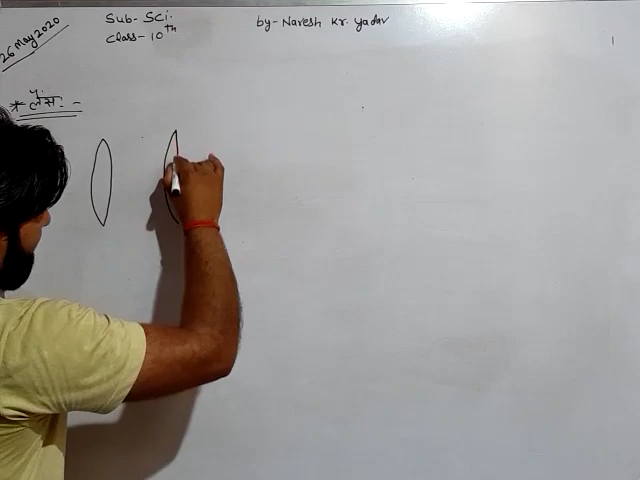 26 May 2020
Sub- Sci.
Class- 10th
by- Naresh Kr. Yadav
* लेंस :-